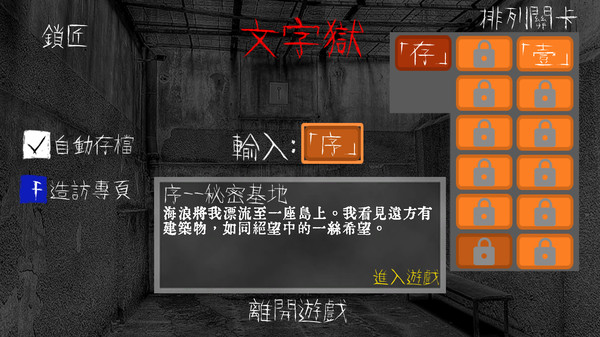 鎖匠
文字獄
排列關卡
「存」
「壹」
自動存檔
輸入:「序」
造訪專頁
序--秘密基地
海浪將我漂流至一座島上。我看見遠方有
建築物，如同絕望中的一絲希望。
進入遊戲
離開遊戲